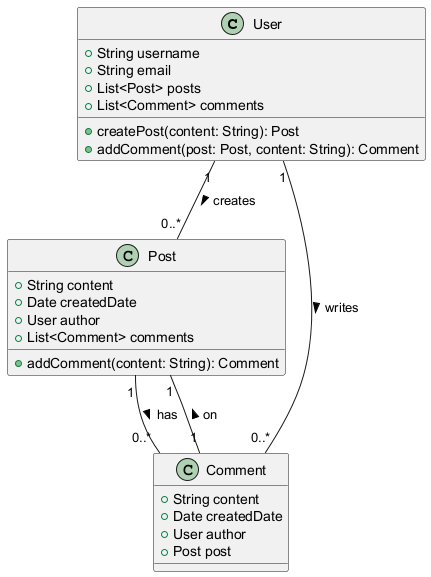 C User
String username
String email
List<Post> posts
List<Comment> comments
createPost(content: String): Post
addComment(post: Post, content: String): Comment
1
1
creates
0..*
C Post
String content
Date createdDate
User author
List<Comment> comments
addComment(content: String): Comment
writes
1
1
has
on
0..*
1
0..*
C Comment
String content
Date createdDate
User author
Post post